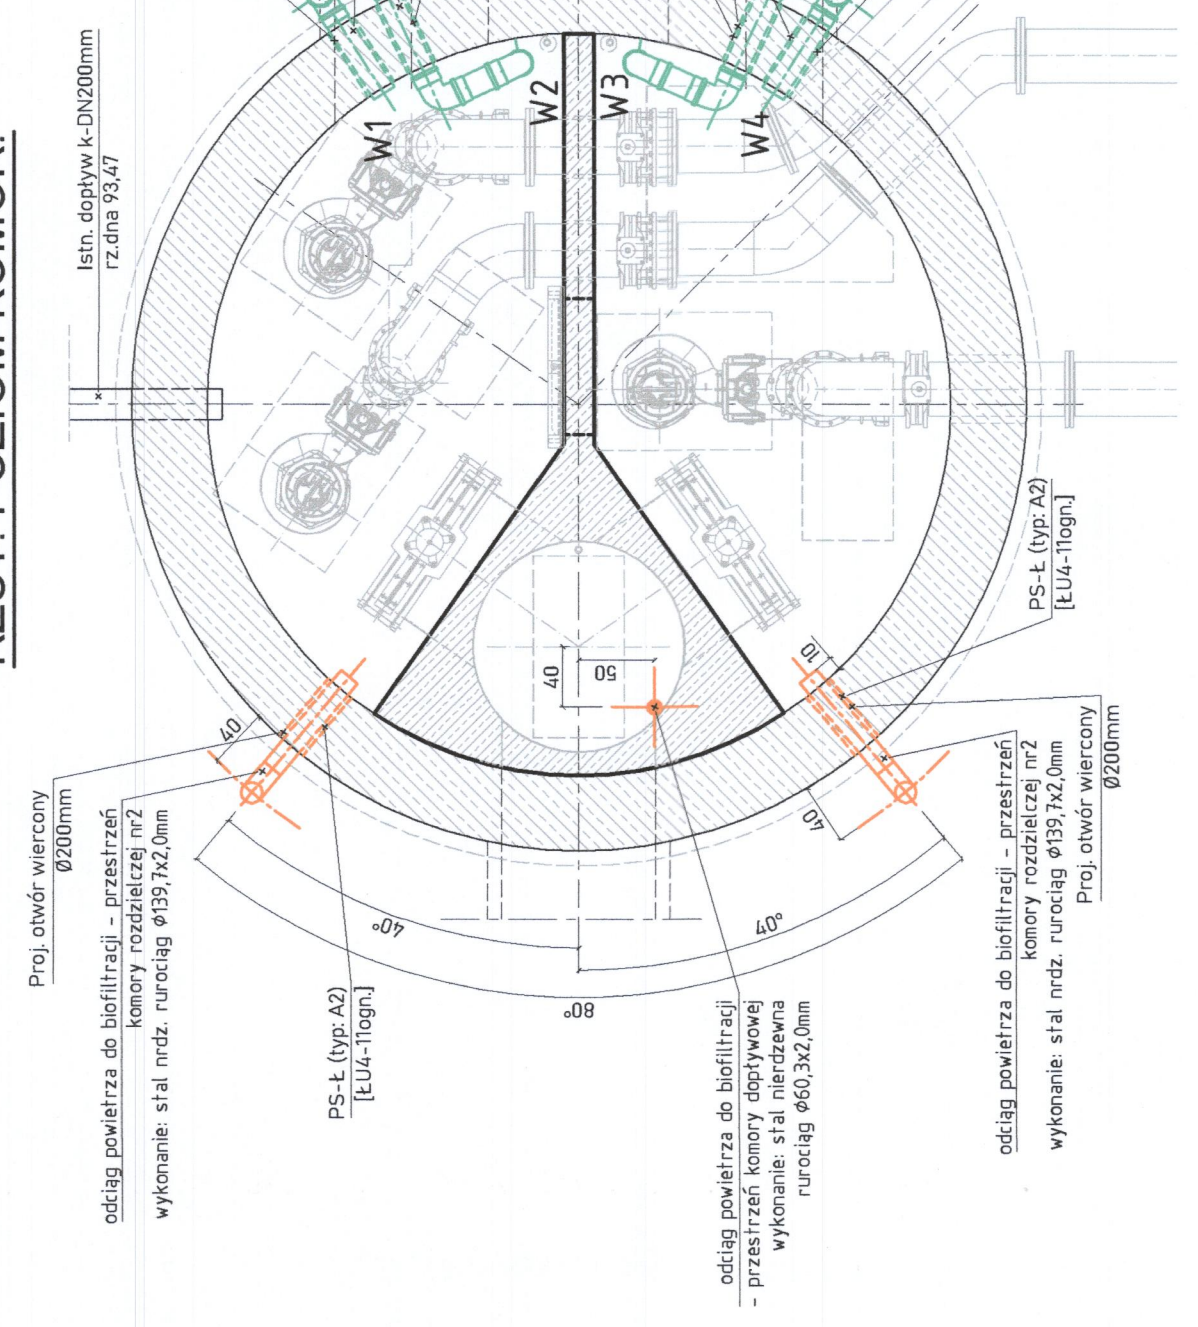 Istn. dopływ k-DN200mm
rz.dna 93,47
W1
W2
W3
W4
Proj. otwór wiercony
Ø200mm
odciąg powietrza do biofiltracji - przestrzeń
komory rozdzielczej nr2
wykonanie: stal nrdz. rurociąg ϕ139,7x2,0mm
40
PS-Ł (typ: A2)
[ŁU4-11ogn.]
40°
80°
40°
40
50
odciąg powietrza do biofiltracji
- przestrzeń komory dopływowej
wykonanie: stal nierdzewna
rurociąg ϕ60,3x2,0mm
10
40
PS-Ł (typ: A2)
[ŁU4-11ogn.]
odciąg powietrza do biofiltracji - przestrzeń
komory rozdzielczej nr2
wykonanie: stal nrdz. rurociąg ϕ139,7x2,0mm
Proj. otwór wiercony
Ø200mm